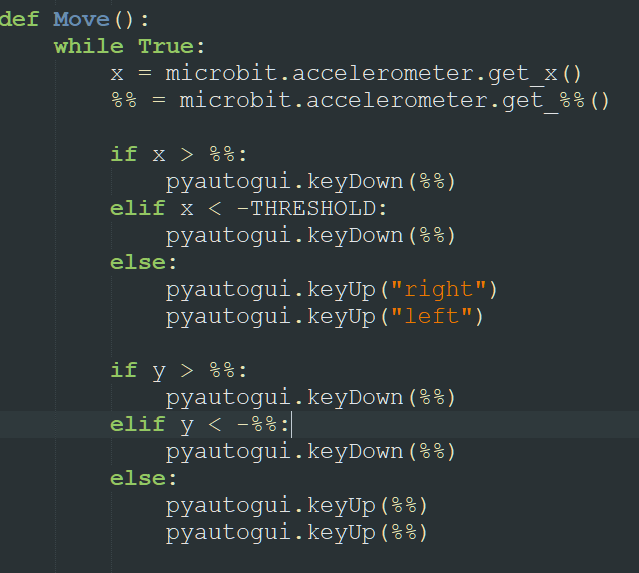 def Move():
    while True:
        x = microbit.accelerometer.get_x()
        %% = microbit.accelerometer.get_%%()

        if x > %%:
            pyautogui.keyDown(%%)
        elif x < -THRESHOLD:
            pyautogui.keyDown(%%)
        else:
            pyautogui.keyUp("right")
            pyautogui.keyUp("left")

        if y > %%:
            pyautogui.keyDown(%%)
        elif y < -%%:
            pyautogui.keyDown(%%)
        else:
            pyautogui.keyUp(%%)
            pyautogui.keyUp(%%)